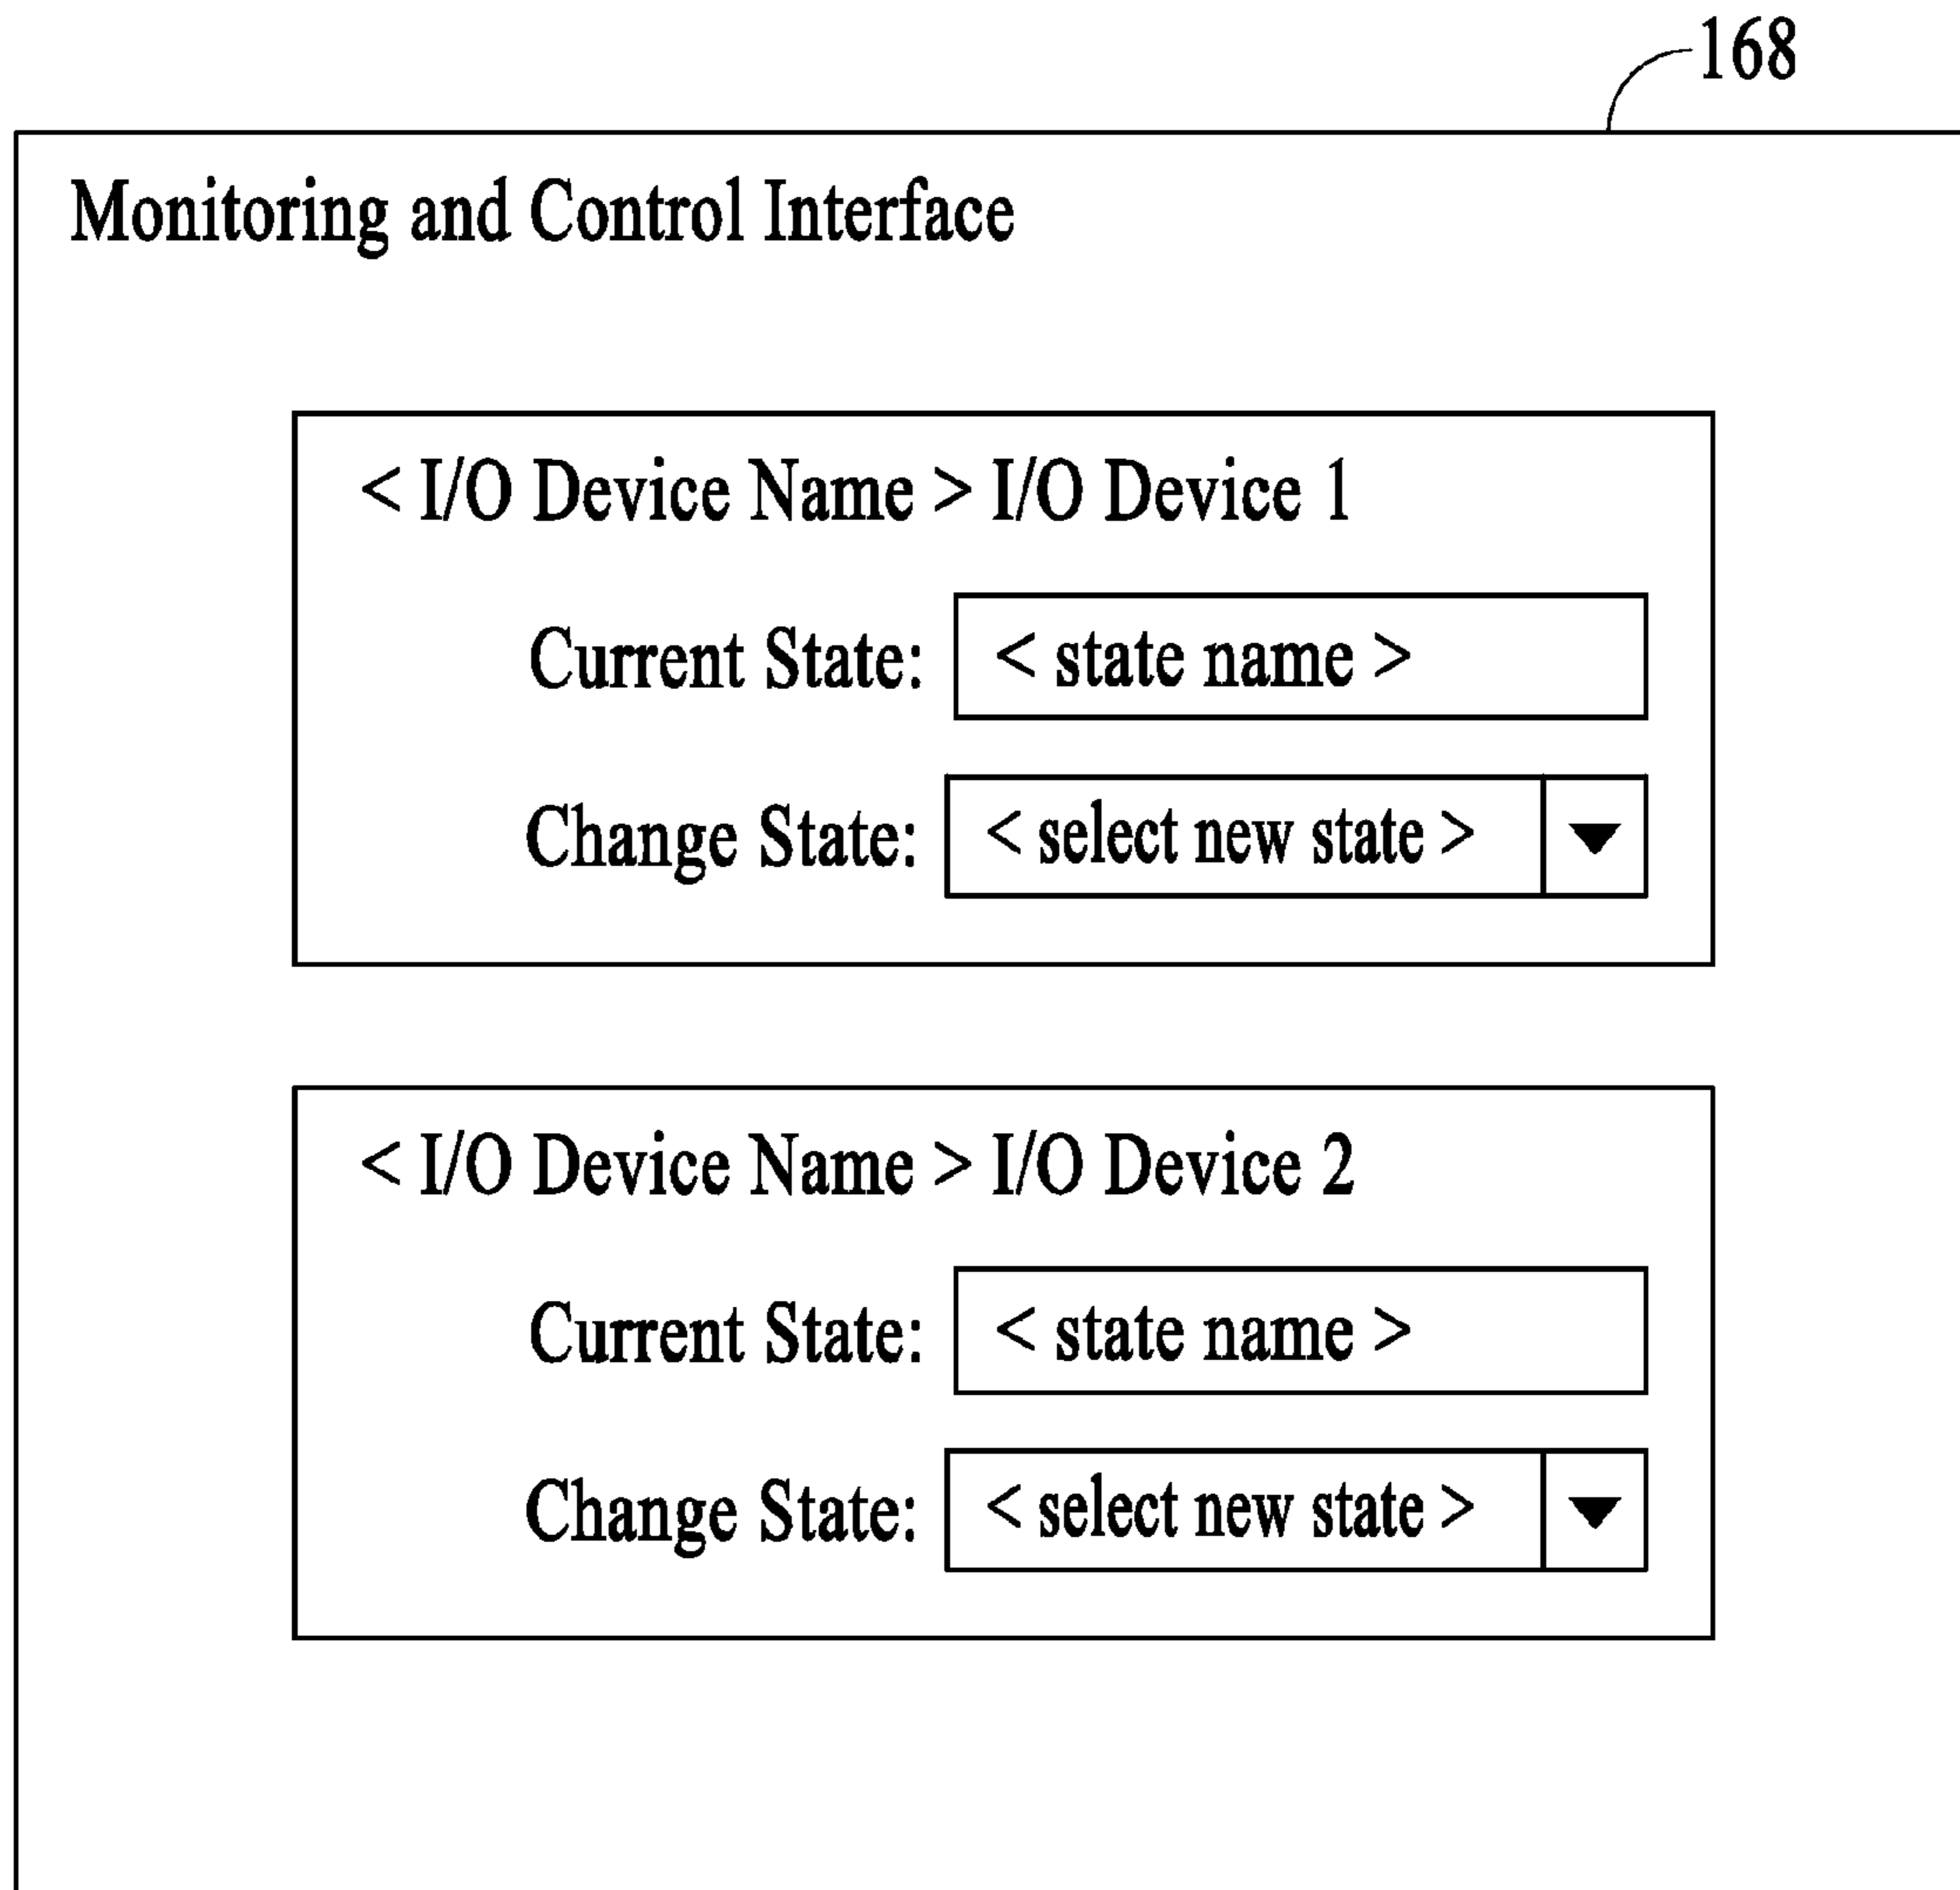 168
Monitoring and Control Interface
< I/O Device Name > I/O Device 1
Current State: < state name >
Change State: < select new state >
< I/O Device Name > I/O Device 2
Current State: < state name >
Change State: < select new state >